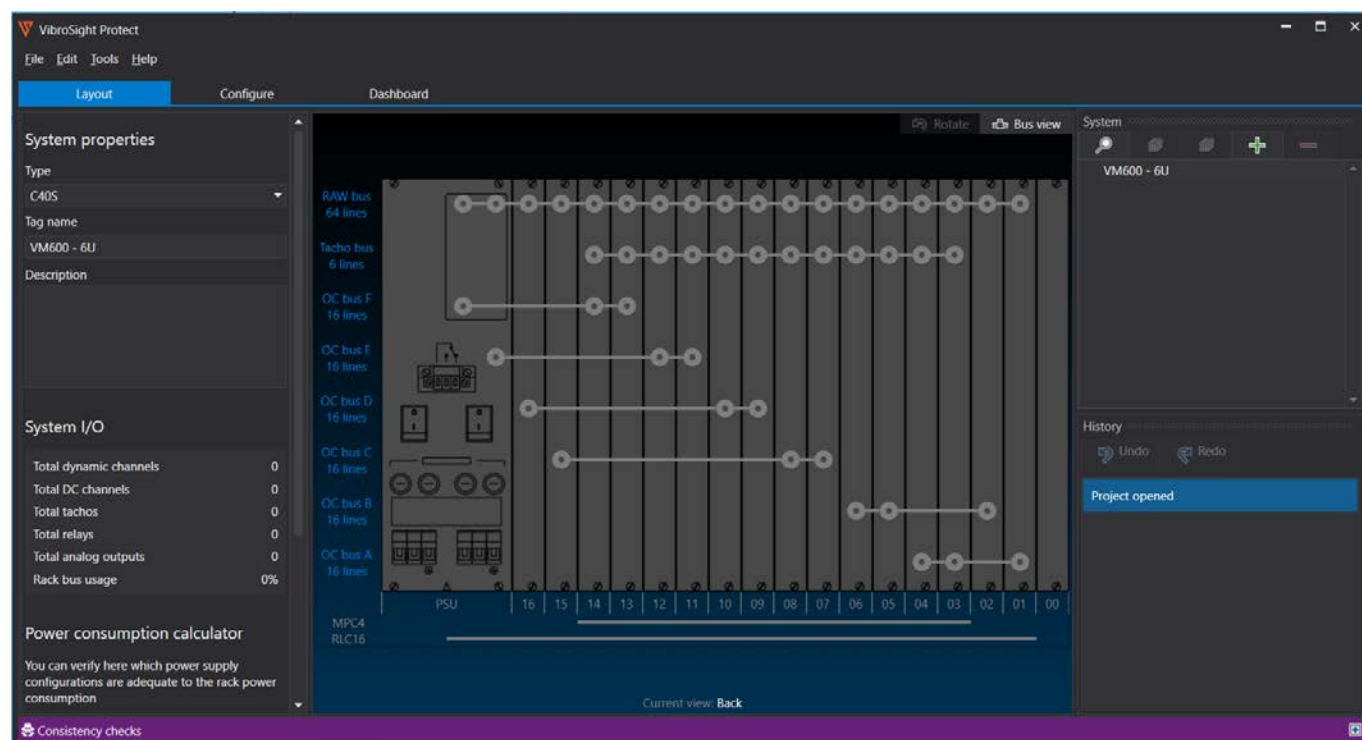 VibroSight Protect
File Edit Tools Help
Layout Configure Dashboard
System properties
Type
C40S
Tag name
VM600 - 6U
Description
System I/O
Total dynamic channels 0
Total DC channels 0
Total tachos 0
Total relays 0
Total analog outputs 0
Rack bus usage 0%
Power consumption calculator
You can verify here which power supply
configurations are adequate to the rack power
consumption
Rotate Bus view
RAW bus
64 lines
Tacho bus
6 lines
OC bus F
16 lines
OC bus E
16 lines
OC bus D
16 lines
OC bus C
16 lines
OC bus B
16 lines
OC bus A
16 lines
PSU 16 15 14 13 12 11 10 09 08 07 06 05 04 03 02 01 00
MPC4
RLC16
Current view: Back
System
VM600 - 6U
History
Undo Redo
Project opened
Consistency checks